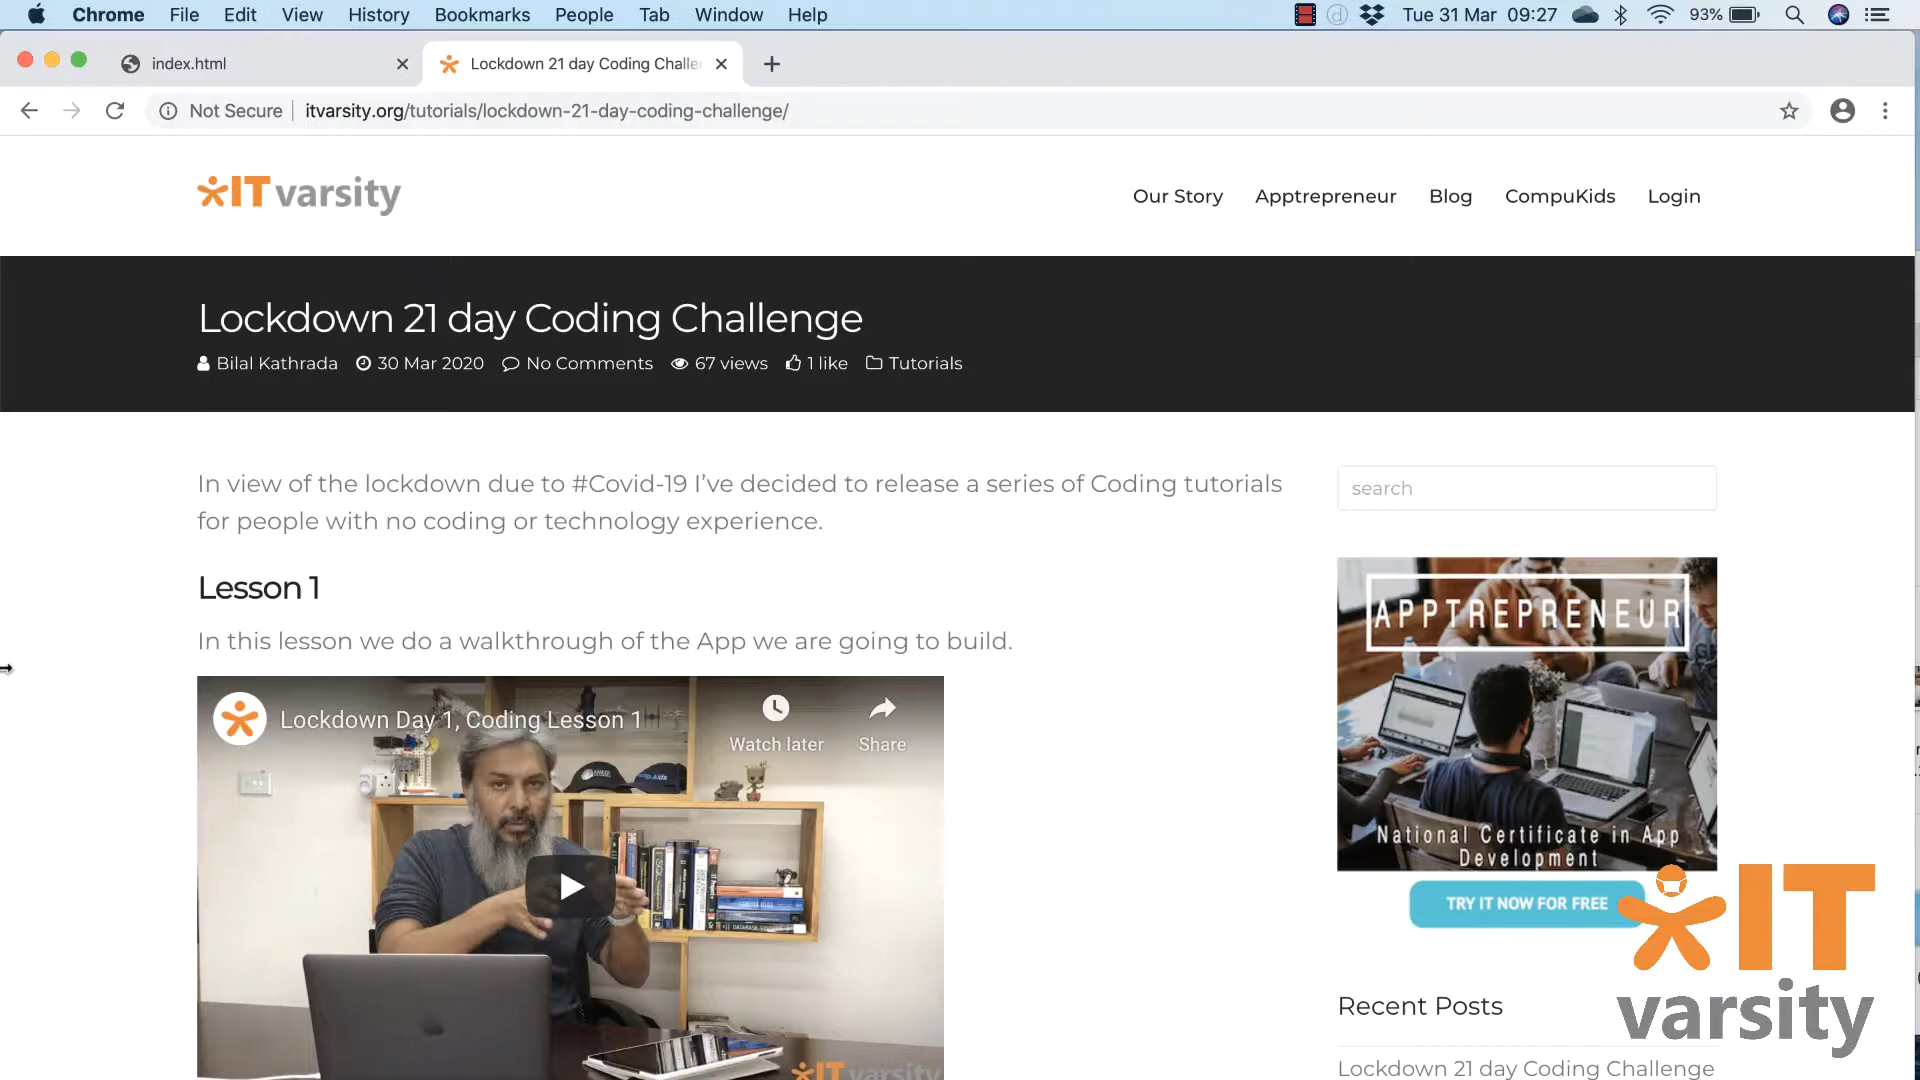 Chrome File Edit View History Bookmarks People Tab Window Help
Tue 31 Mar 09:27 93%
index.html
Lockdown 21 day Coding Challe
Not Secure itvarsity.org/tutorials/lockdown-21-day-coding-challenge/
IT varsity
Our Story Apptrepreneur Blog CompuKids Login
Lockdown 21 day Coding Challenge
Bilal Kathrada 30 Mar 2020 No Comments 67 views 1 like Tutorials
In view of the lockdown due to #Covid-19 I've decided to release a series of Coding tutorials
for people with no coding or technology experience.
Lesson 1
In this lesson we do a walkthrough of the App we are going to build.
Lockdown Day 1, Coding Lesson 1
Watch later
Share
IT varsity
search
APPTREPRENEUR
National Certificate in App
Development
TRY IT NOW FOR FREE
Recent Posts
Lockdown 21 day Coding Challenge
IT
varsity